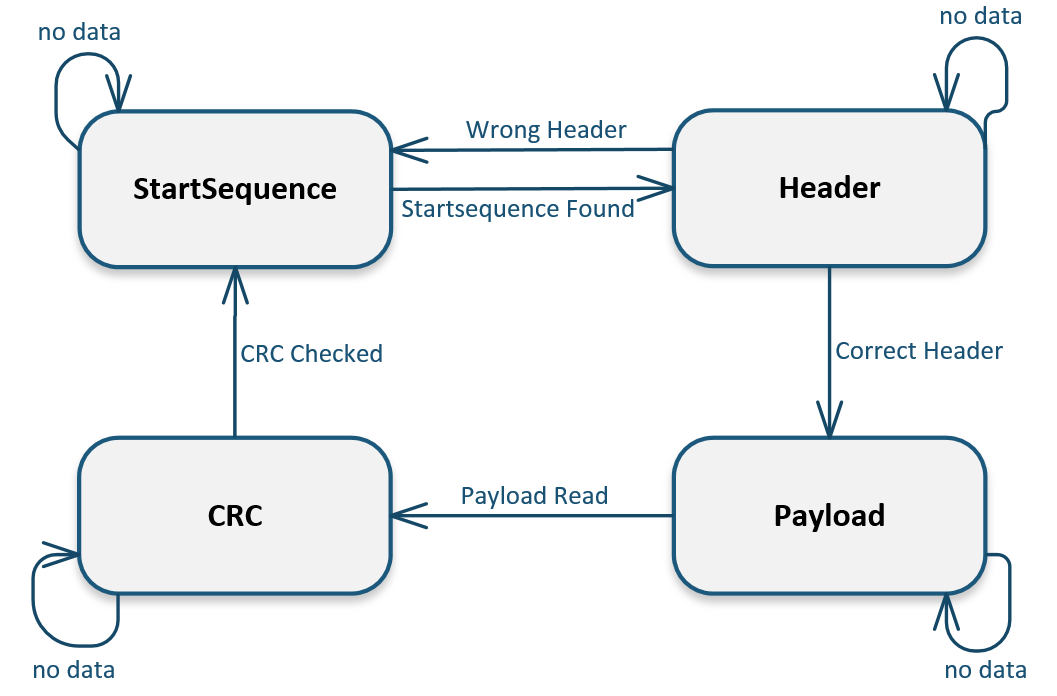 no data
no data
Wrong Header
StartSequence
Header
Startsequence Found
CRC Checked
Correct Header
Payload Read
CRC
Payload
no data
no data